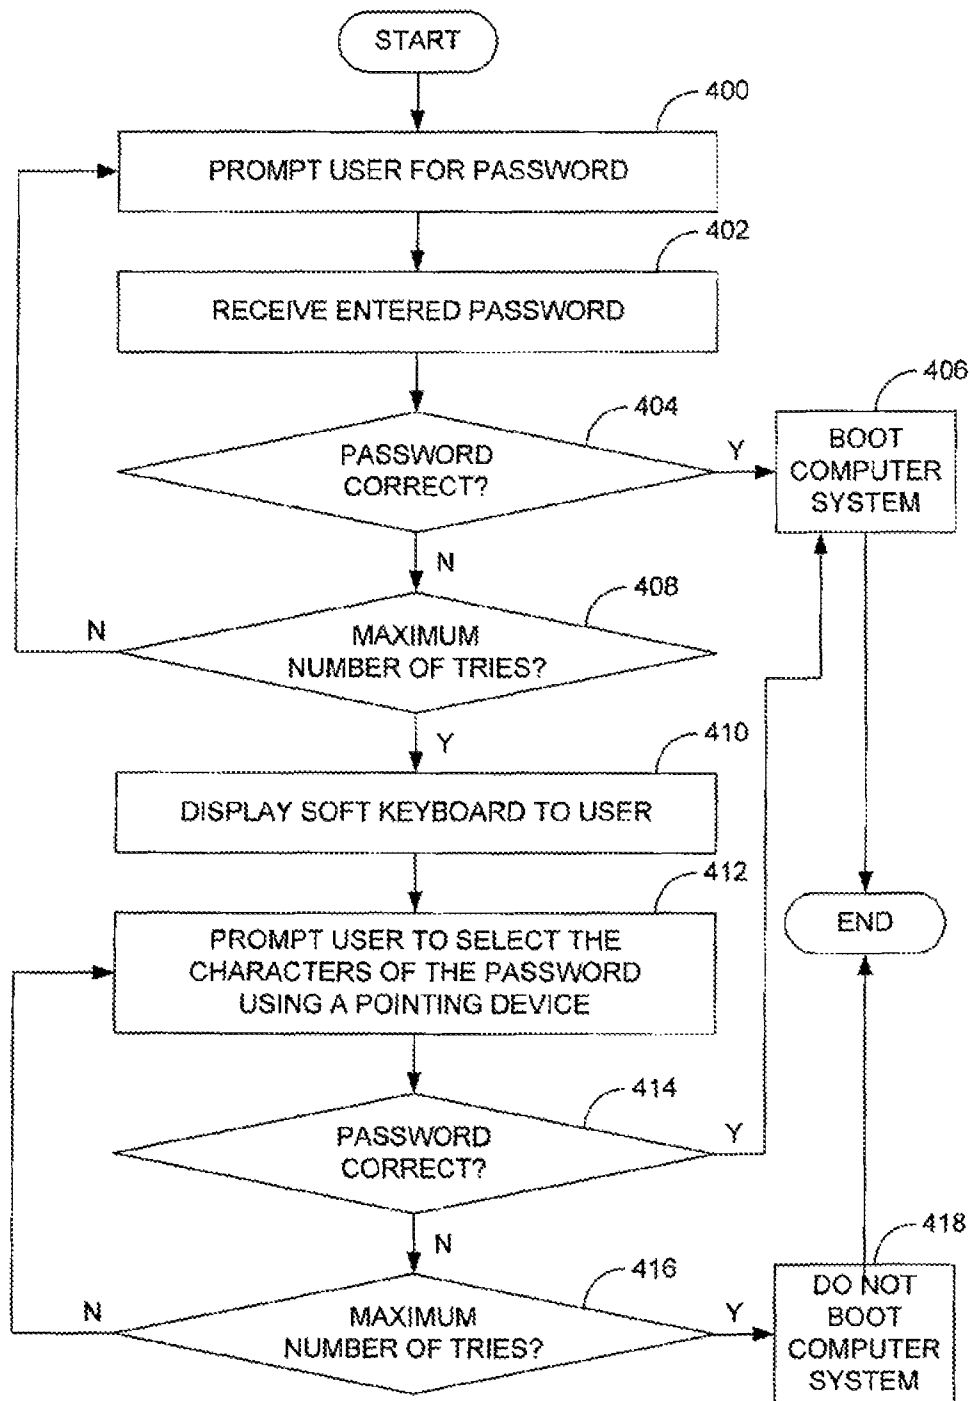 START
400
PROMPT USER FOR PASSWORD
402
RECEIVE ENTERED PASSWORD
404
406
PASSWORD
CORRECT?
Y
BOOT
COMPUTER
SYSTEM
N
408
MAXIMUM
NUMBER OF TRIES?
N
Y
410
DISPLAY SOFT KEYBOARD TO USER
412
PROMPT USER TO SELECT THE
CHARACTERS OF THE PASSWORD
USING A POINTING DEVICE
END
414
PASSWORD
CORRECT?
Y
N
416
418
MAXIMUM
NUMBER OF TRIES?
N
Y
DO NOT
BOOT
COMPUTER
SYSTEM